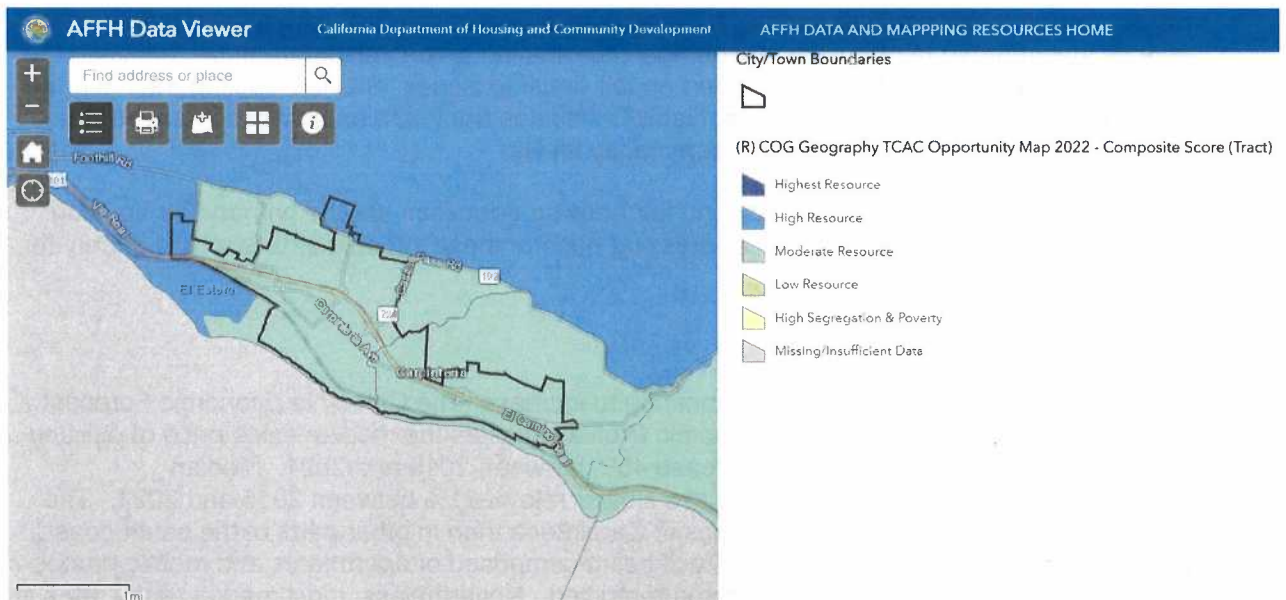 AFFH Data Viewer
California Department of Housing and Community Development
AFFH DATA AND MAPPPING RESOURCES HOME
Find address or place
City/Town Boundaries
(R) COG Geography TCAC Opportunity Map 2022 - Composite Score (Tract)
Highest Resource
High Resource
Moderate Resource
Low Resource
High Segregation & Poverty
Missing/Insufficient Data
Foothill Rd
101
Via Real
El Estero
192
224
Carpinteria
El Camino Real
1mi